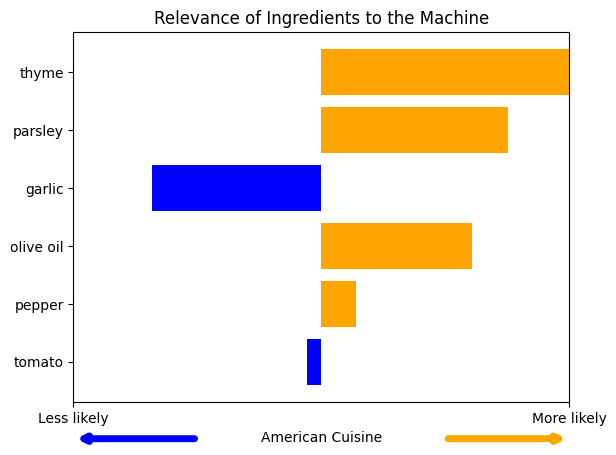 Relevance of Ingredients to the Machine
thyme
parsley
garlic
olive oil
pepper
tomato
Less likely
More likely
American Cuisine